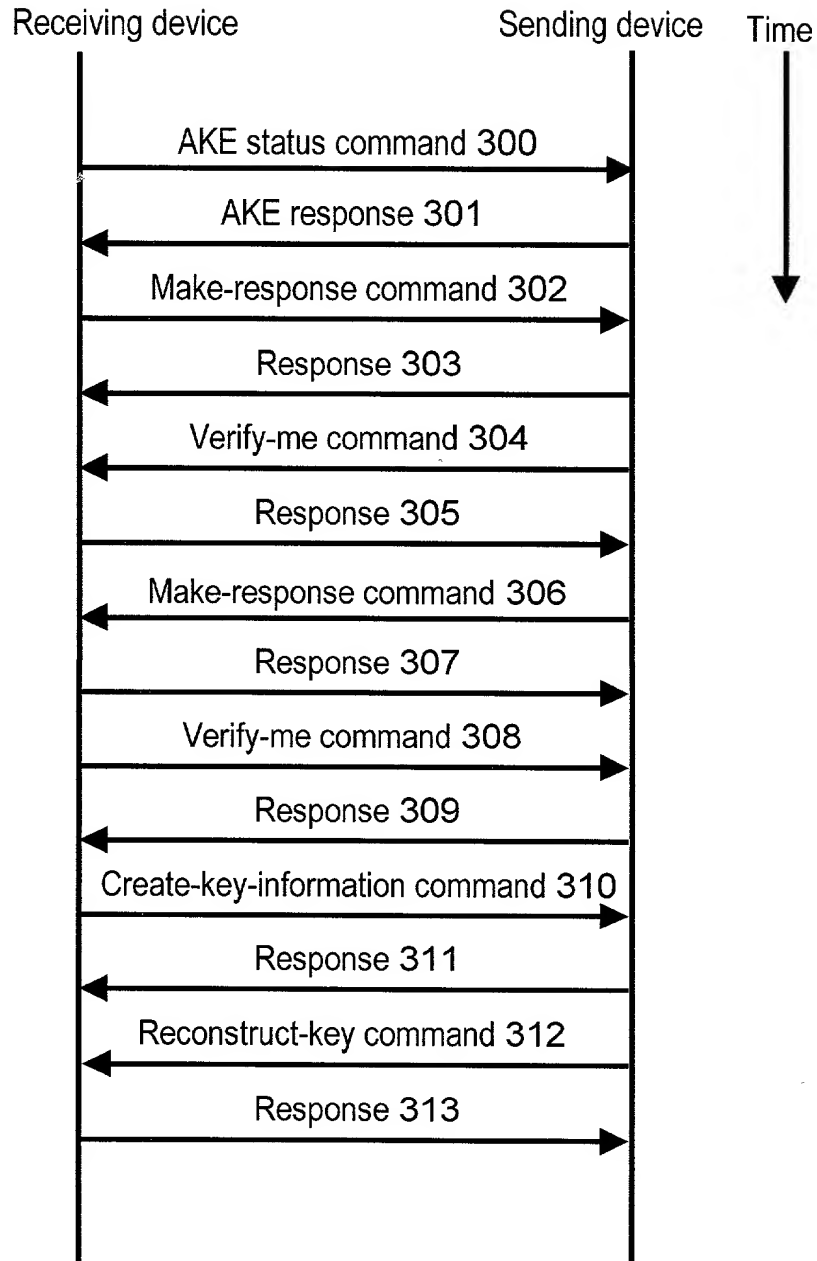 Receiving device
Sending device
Time
AKE status command 300
AKE response 301
Make-response command 302
Response 303
Verify-me command 304
Response 305
Make-response command 306
Response 307
Verify-me command 308
Response 309
Create-key-information command 310
Response 311
Reconstruct-key command 312
Response 313